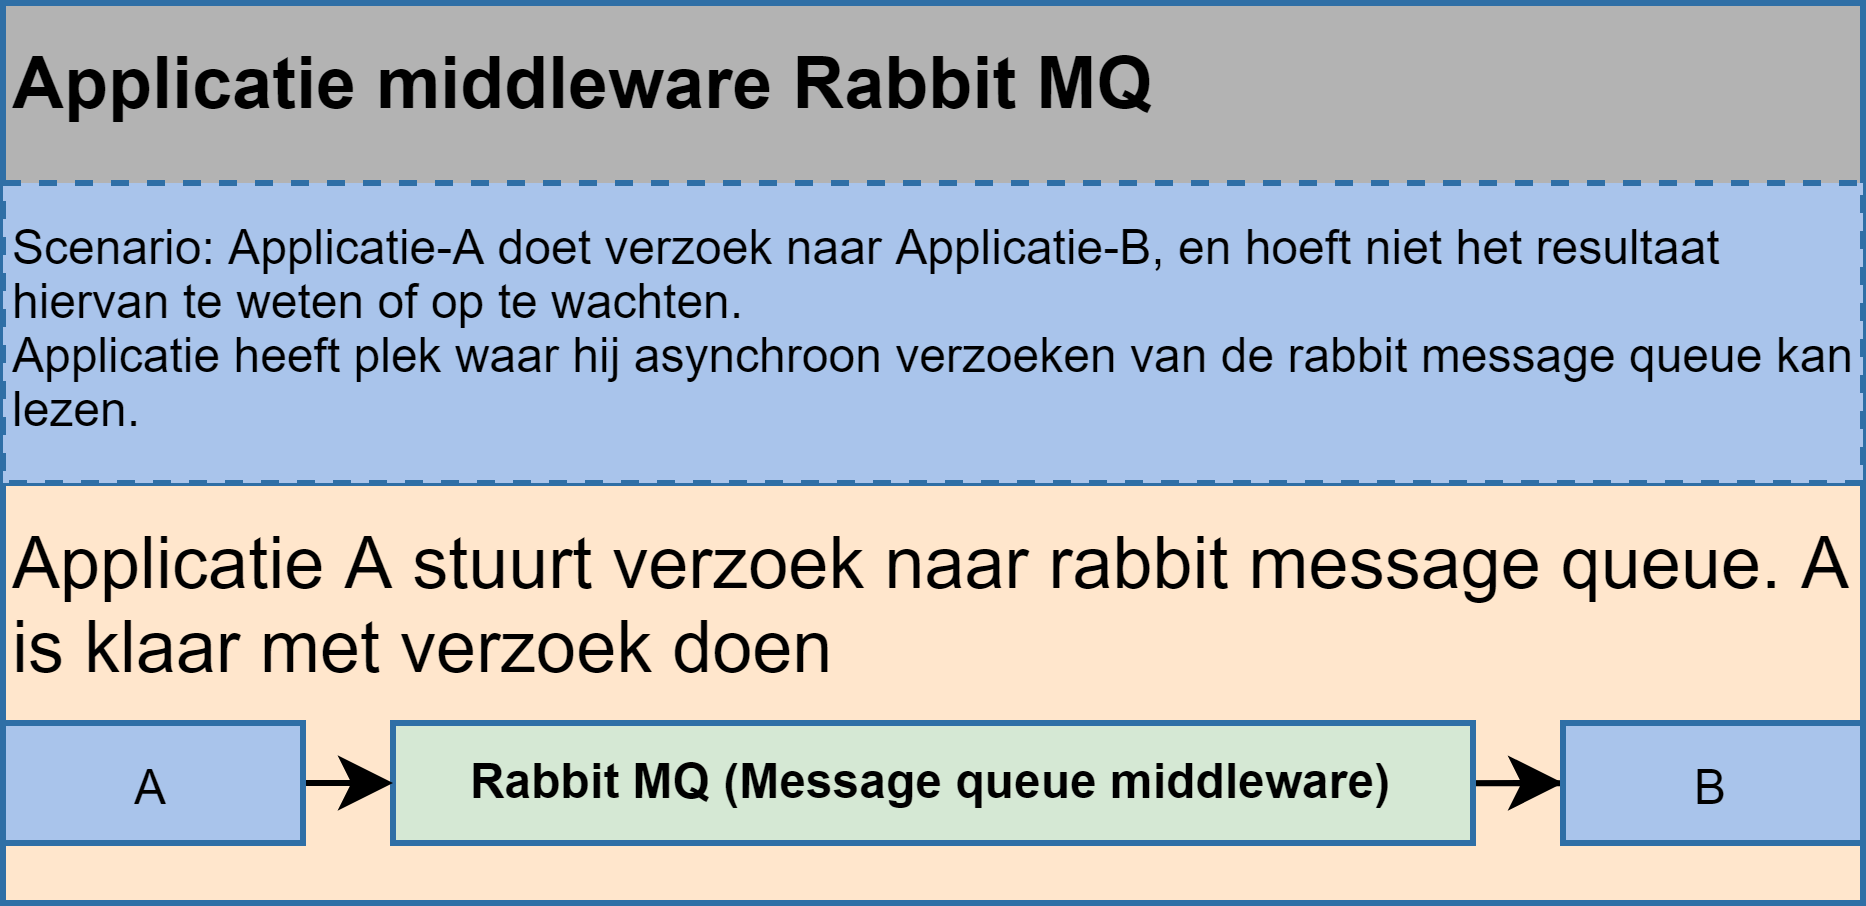 Applicatie middleware Rabbit MQ
Scenario: Applicatie-A doet verzoek naar Applicatie-B, en hoeft niet het resultaat
hiervan te weten of op te wachten.
Applicatie heeft plek waar hij asynchroon verzoeken van de rabbit message queue kan
lezen.
Applicatie A stuurt verzoek naar rabbit message queue. A
is klaar met verzoek doen
A
Rabbit MQ (Message queue middleware)
B